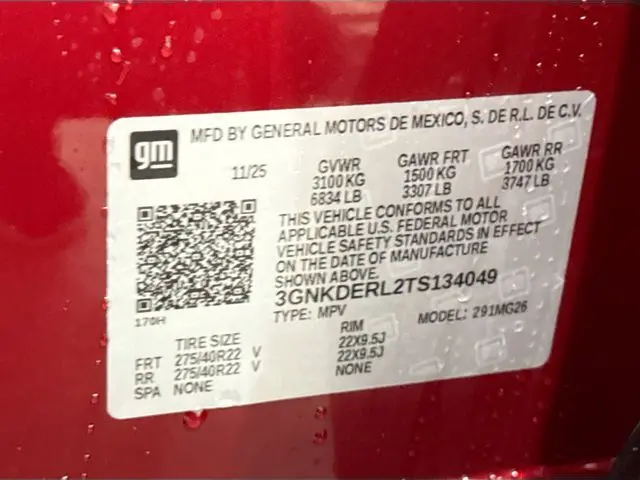 gm MFD BY GENERAL MOTORS DE MEXICO, S. DE R.L. DE C.V.
11/25 GVWR GAWR FRT GAWR RR
3100 KG 1500 KG 1700 KG
6834 LB 3307 LB 3747 LB
THIS VEHICLE CONFORMS TO ALL
APPLICABLE U.S. FEDERAL MOTOR
VEHICLE SAFETY STANDARDS IN EFFECT
ON THE DATE OF MANUFACTURE
SHOWN ABOVE.
3GNKDERL2TS134049
170H
TYPE: MPV MODEL: 291MG26
TIRE SIZE RIM
FRT 275/40R22 V 22X9.5J
RR 275/40R22 V 22X9.5J
SPA NONE NONE